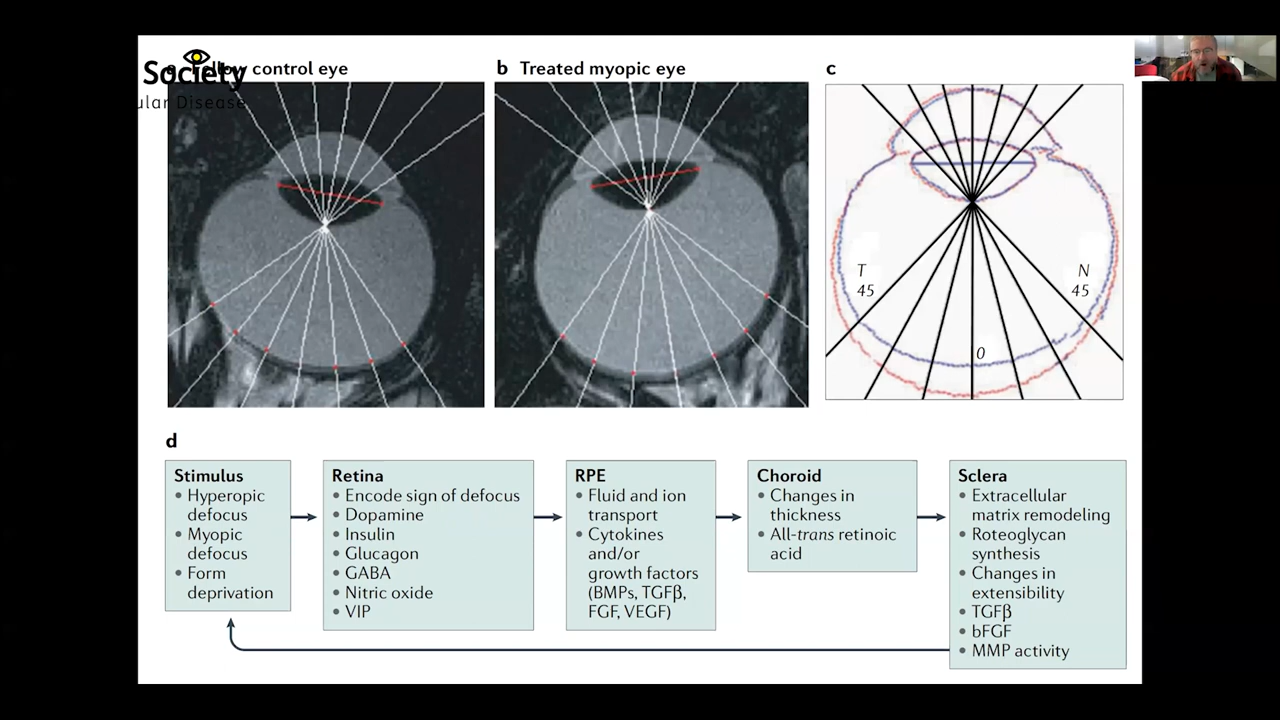 Society
ular Disease
a Fellow control eye
b Treated myopic eye
c
T
45
N
45
0
d
Stimulus
• Hyperopic
defocus
• Myopic
defocus
• Form
deprivation
Retina
• Encode sign of defocus
• Dopamine
• Insulin
• Glucagon
• GABA
• Nitric oxide
• VIP
RPE
• Fluid and ion
transport
• Cytokines
and/or
growth factors
(BMPs, TGFβ,
FGF, VEGF)
Choroid
• Changes in
thickness
• All-trans retinoic
acid
Sclera
• Extracellular
matrix remodeling
• Roteoglycan
synthesis
• Changes in
extensibility
• TGFβ
• bFGF
• MMP activity